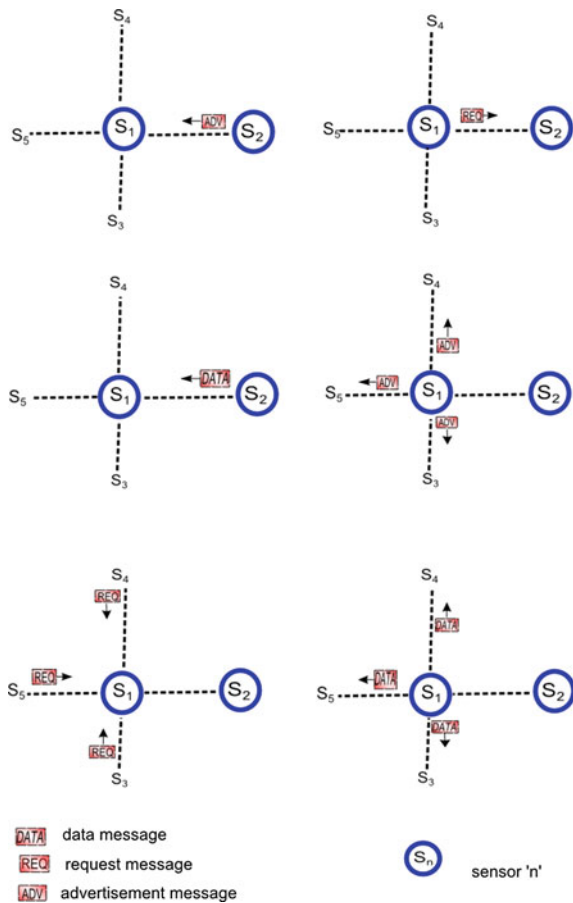 S4
S5 S1 ADV S2
S3
S4
S5 S1 REQ S2
S3
S4
S5 S1 DATA S2
S3
S4
ADV
S5 ADV S1 S2
ADV
S3
S4
REQ
REQ
S5 S1 S2
REQ
S3
S4
DATA
DATA
S5 S1 S2
DATA
S3
DATA data message
REQ request message
ADV advertisement message
Sn sensor 'n'